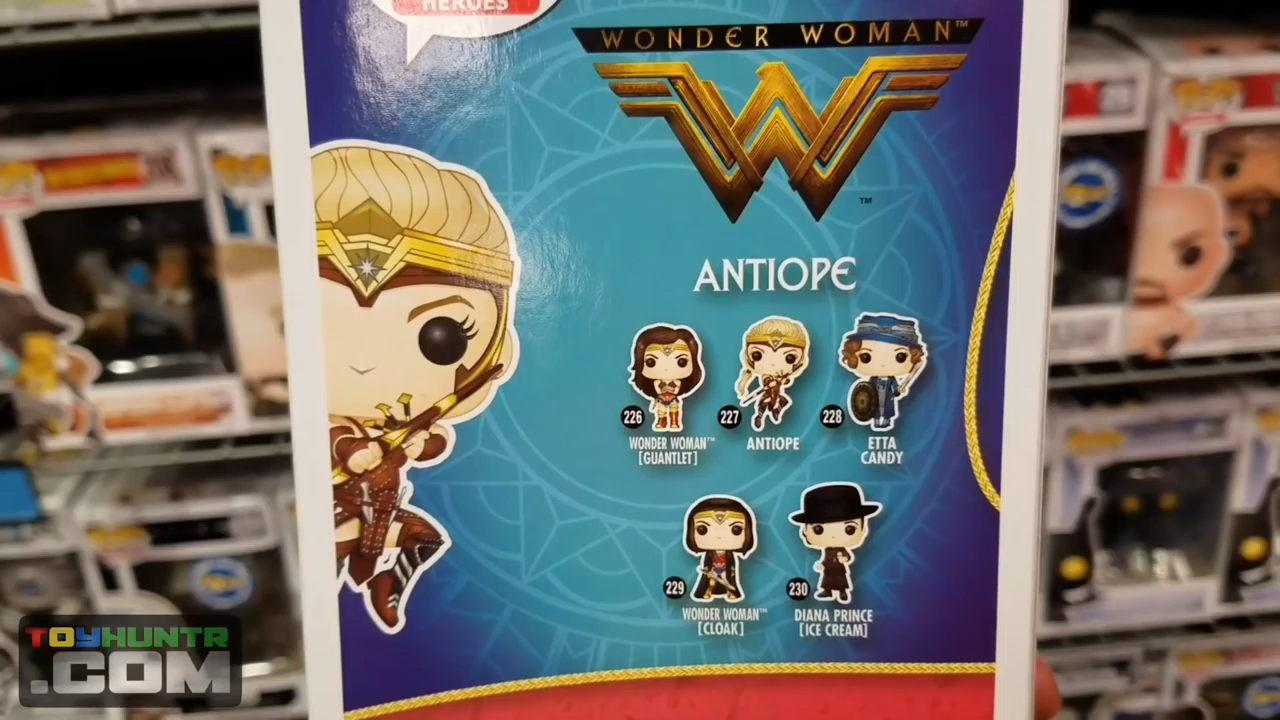 HEROES
WONDER WOMAN™
™
ANTIOPE
226
WONDER WOMAN™
[GUANTLET]
227
ANTIOPE
228
ETTA
CANDY
229
WONDER WOMAN™
[CLOAK]
230
DIANA PRINCE
[ICE CREAM]
TOYHUNTR
.COM